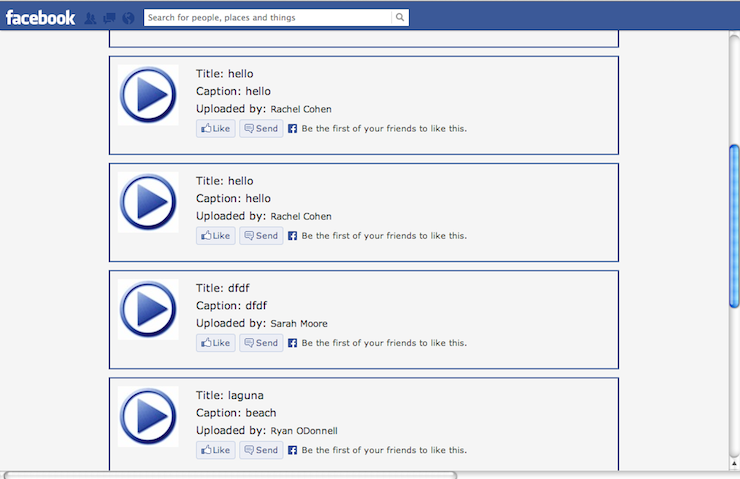 facebook
Search for people, places and things
Title: hello
Caption: hello
Uploaded by: Rachel Cohen
Like Send Be the first of your friends to like this.
Title: hello
Caption: hello
Uploaded by: Rachel Cohen
Like Send Be the first of your friends to like this.
Title: dfdf
Caption: dfdf
Uploaded by: Sarah Moore
Like Send Be the first of your friends to like this.
Title: laguna
Caption: beach
Uploaded by: Ryan ODonnell
Like Send Be the first of your friends to like this.